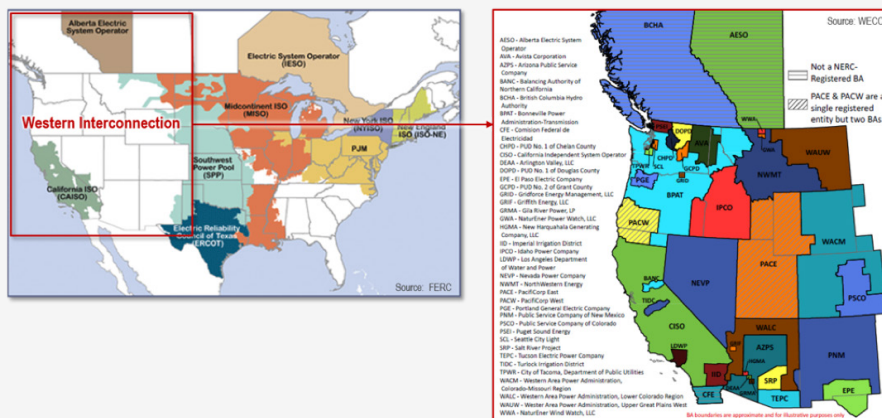 Alberta Electric
System Operator
Electric System Operator
(IESO)
Midcontinent ISO
(MISO)
New York ISO
(NYISO)
New England
ISO (ISO-NE)
Western Interconnection
PJM
Southwest
Power Pool
(SPP)
California ISO
(CAISO)
Electric Reliability
Council of Texas
(ERCOT)
Source: FERC
AESO - Alberta Electric System
Operator
AVA - Avista Corporation
AZPS - Arizona Public Service
Company
BANC - Balancing Authority of
Northern California
BCHA - British Columbia Hydro
Authority
BPAT - Bonneville Power
Administration-Transmission
CFE - Comision Federal de
Electricidad
CHPD - PUD No. 1 of Chelan County
CISO - California Independent System Operator
DEAA - Arlington Valley, LLC
DOPD - PUD No. 1 of Douglas County
EPE - El Paso Electric Company
GCPD - PUD No. 2 of Grant County
GRID - Gridforce Energy Management, LLC
GRIF - Griffith Energy, LLC
GRMA - Gila River Power, LP
GWA - NaturEner Power Watch, LLC
HGMA - New Harquahala Generating
Company, LLC
IID - Imperial Irrigation District
IPCO - Idaho Power Company
LDWP - Los Angeles Department
of Water and Power
NEVP - Nevada Power Company
NWMT - NorthWestern Energy
PACE - PacifiCorp East
PACW - PacifiCorp West
PGE - Portland General Electric Company
PNM - Public Service Company of New Mexico
PSCO - Public Service Company of Colorado
PSEI - Puget Sound Energy
SCL - Seattle City Light
SRP - Salt River Project
TEPC - Tucson Electric Power Company
TIDC - Turlock Irrigation District
TPWR - City of Tacoma, Department of Public Utilities
WACM - Western Area Power Administration,
Colorado-Missouri Region
WALC - Western Area Power Administration, Lower Colorado Region
WAUW - Wester Area Power Administration, Upper Great Plains West
WWA - NaturEner Wind Watch, LLC
Source: WECC
Not a NERC-
Registered BA
PACE & PACW are a
single registered
entity but two BAs
BCHA
AESO
WWA
PSEI
DOPD
AVA
TPWR
SCL
CHPD
GCPD
GRID
GWA
WAUW
NWMT
PGE
BPAT
IPCO
PACW
WACM
BANC
NEVP
PACE
PSCO
TIDC
CISO
WALC
LDWP
GRIF
AZPS
HGMA
PNM
IID
SRP
DEAA
CFE
TEPC
EPE
BA boundaries are approximate and for illustrative purposes only